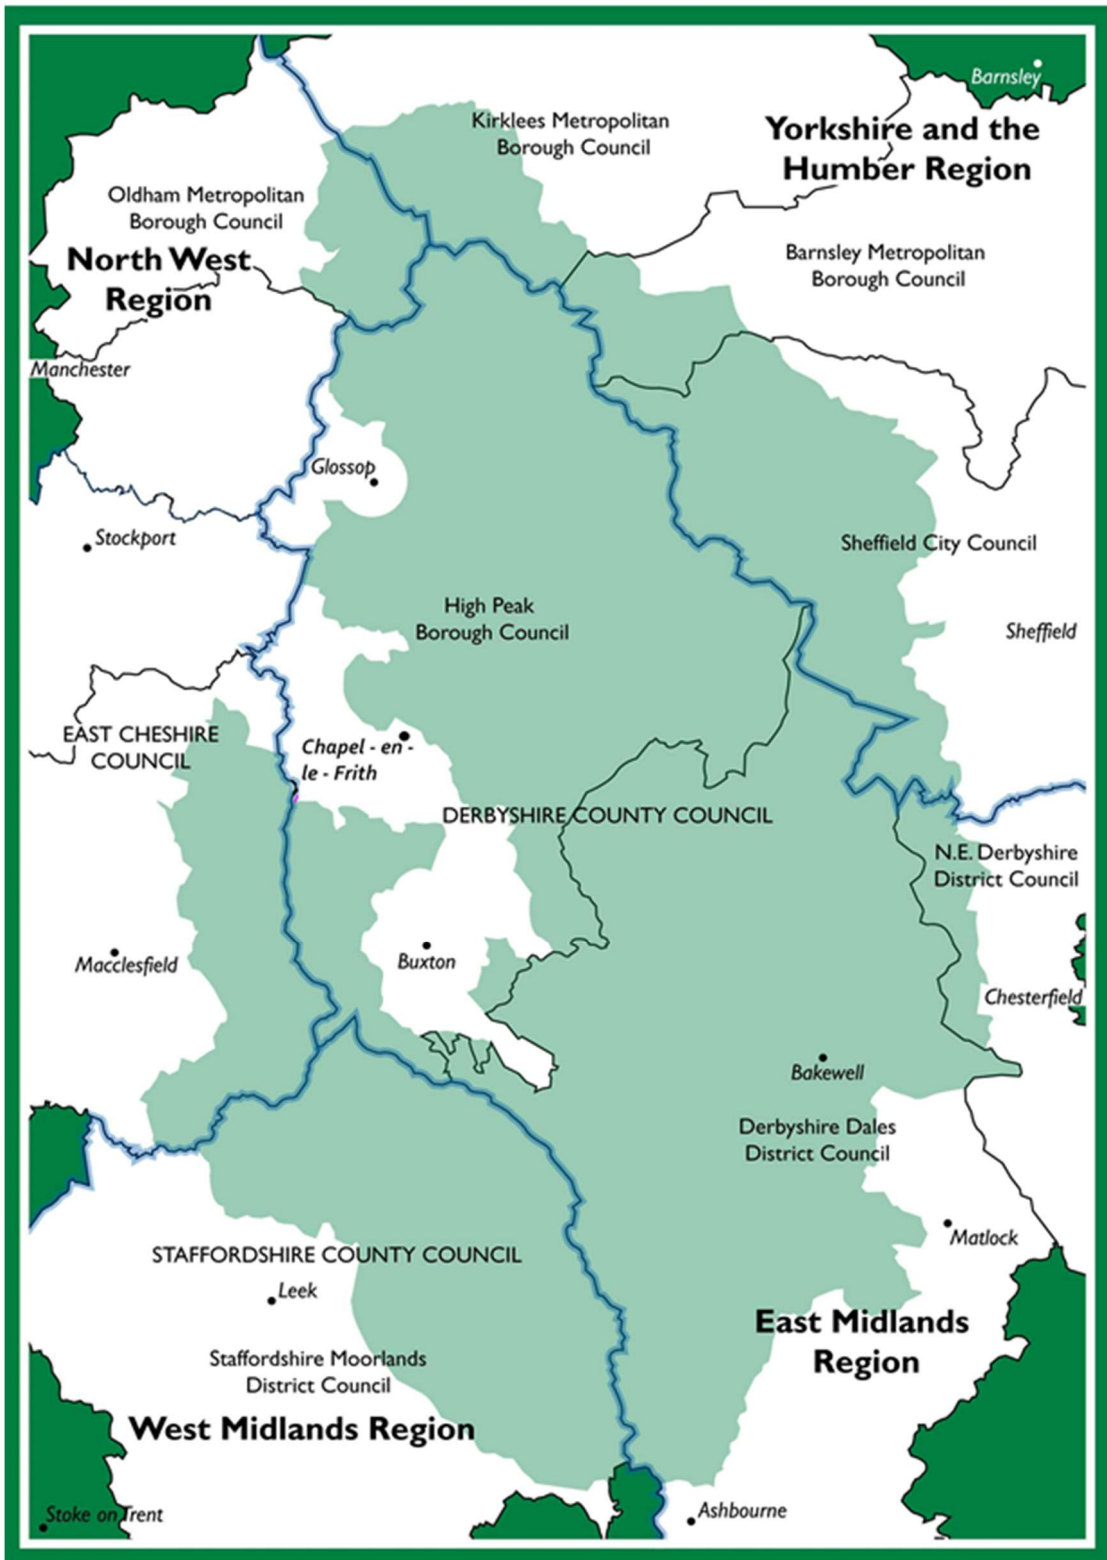 Barnsley
Kirklees Metropolitan
Borough Council
Yorkshire and the
Humber Region
Oldham Metropolitan
Borough Council
North West
Region
Barnsley Metropolitan
Borough Council
Manchester
Glossop
Stockport
Sheffield City Council
High Peak
Borough Council
Sheffield
EAST CHESHIRE
COUNCIL
Chapel - en -
le - Frith
DERBYSHIRE COUNTY COUNCIL
N.E. Derbyshire
District Council
Macclesfield
Buxton
Chesterfield
Bakewell
Derbyshire Dales
District Council
Matlock
STAFFORDSHIRE COUNTY COUNCIL
Leek
East Midlands
Region
Staffordshire Moorlands
District Council
West Midlands Region
Stoke on Trent
Ashbourne